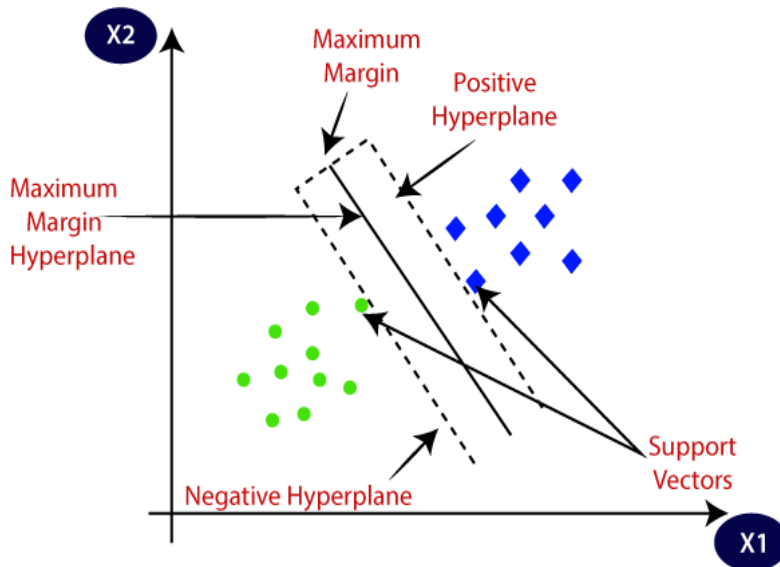 X2
Maximum
Margin
Positive
Hyperplane
Maximum
Margin
Hyperplane
Support
Vectors
Negative Hyperplane
X1